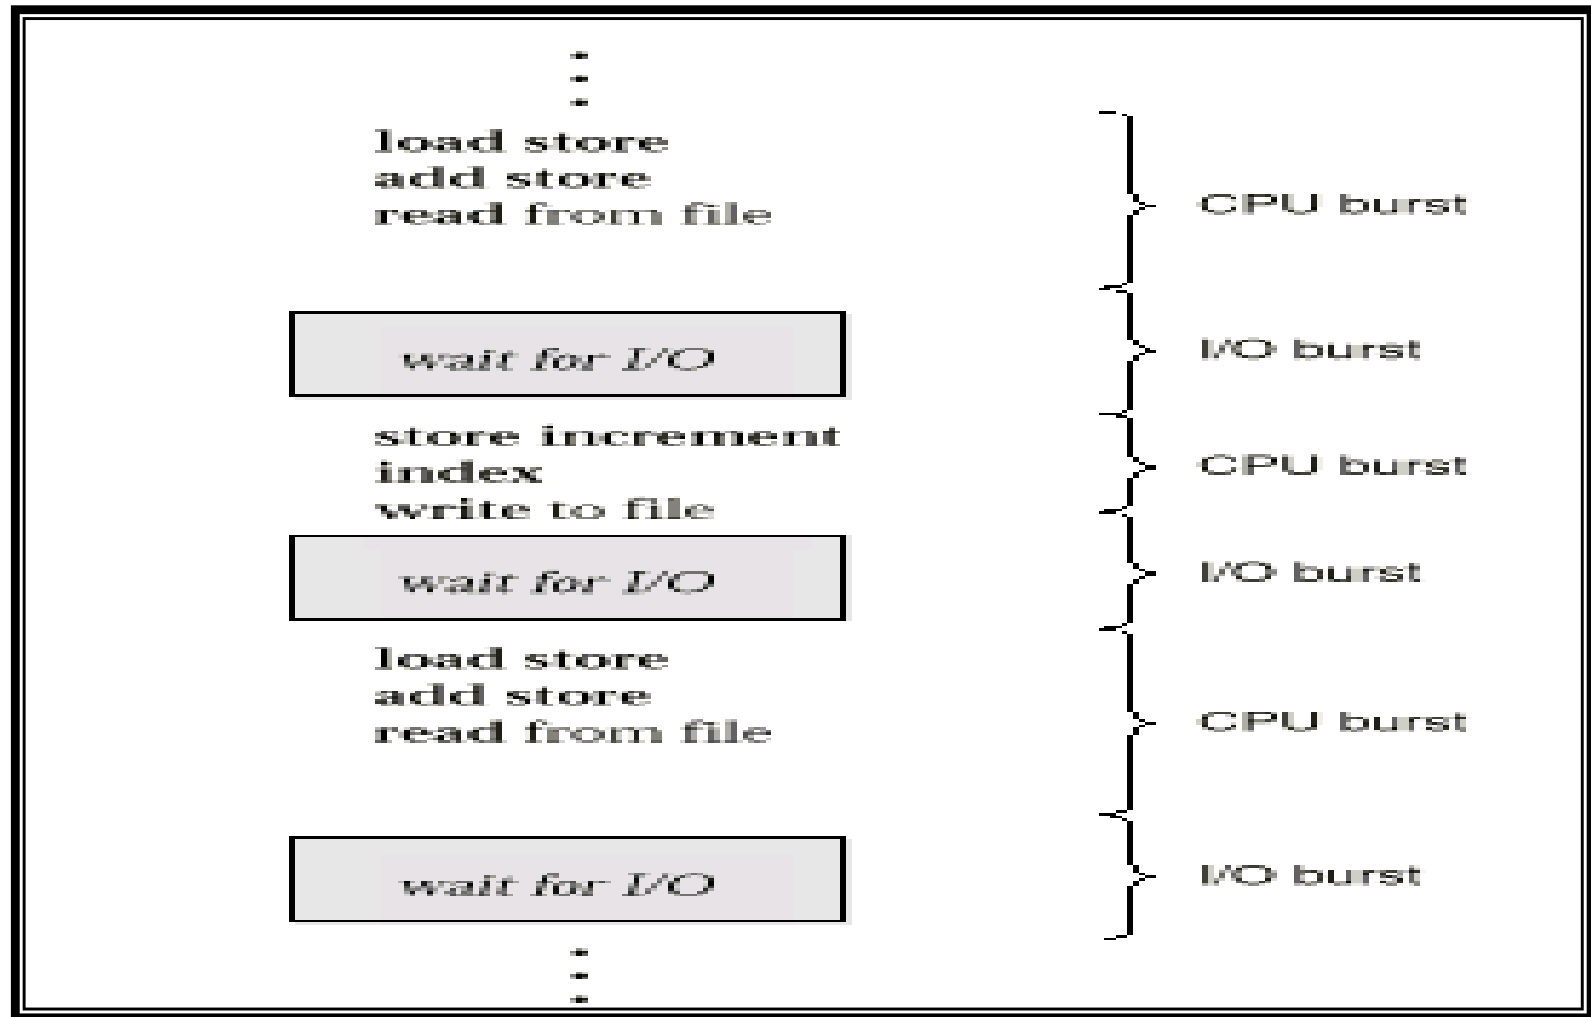 load store
add store
read from file
CPU burst
wait for I/O
I/O burst
store increment
index
write to file
CPU burst
wait for I/O
I/O burst
load store
add store
read from file
CPU burst
wait for I/O
I/O burst